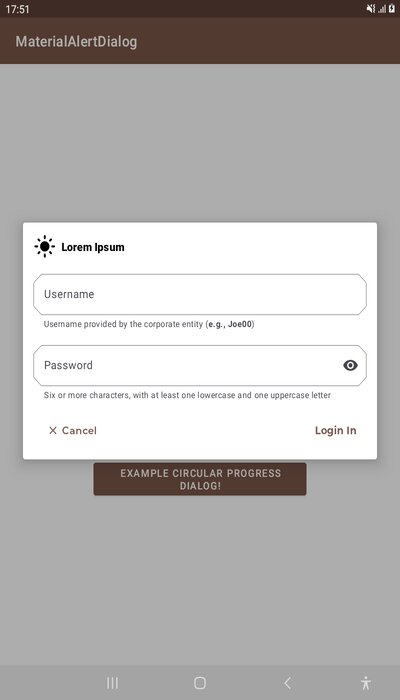 17:51
MaterialAlertDialog
Lorem Ipsum
Username
Username provided by the corporate entity (e.g., Joe00)
Password
Six or more characters, with at least one lowercase and one uppercase letter
Cancel
Login In
EXAMPLE CIRCULAR PROGRESS
DIALOG!